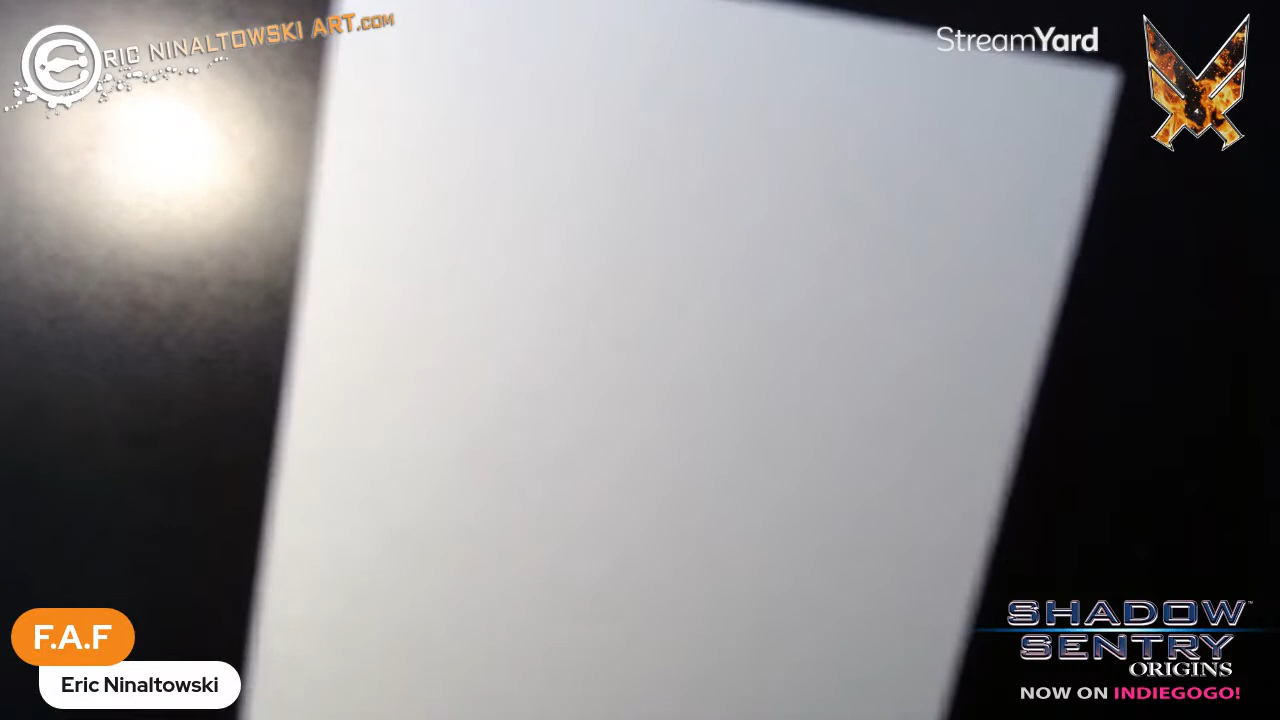 ERIC NINALTOWSKI ART.COM
StreamYard
F.A.F
Eric Ninaltowski
SHADOW
SENTRY
ORIGINS
NOW ON INDIEGOGO!